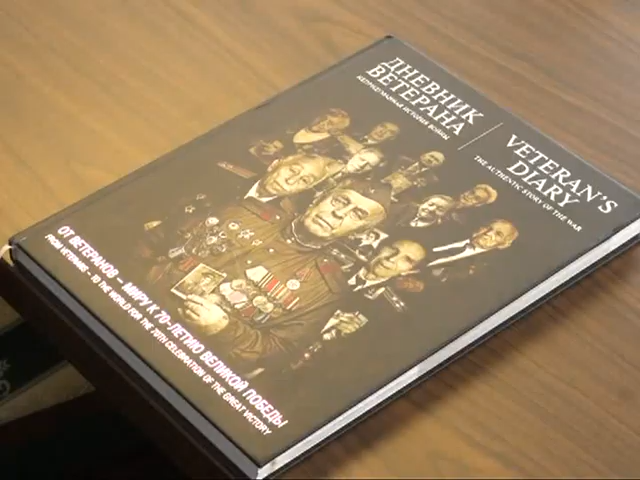 ДНЕВНИК
ВЕТЕРАНА
НЕПРИДУМАННАЯ ИСТОРИЯ ВОЙНЫ
VETERAN'S
DIARY
THE AUTHENTIC STORY OF THE WAR
ОТ ВЕТЕРАНОВ – МИРУ К 70-ЛЕТИЮ ВЕЛИКОЙ ПОБЕДЫ
FROM VETERANS – TO THE WORLD FOR THE 70TH CELEBRATION OF THE GREAT VICTORY